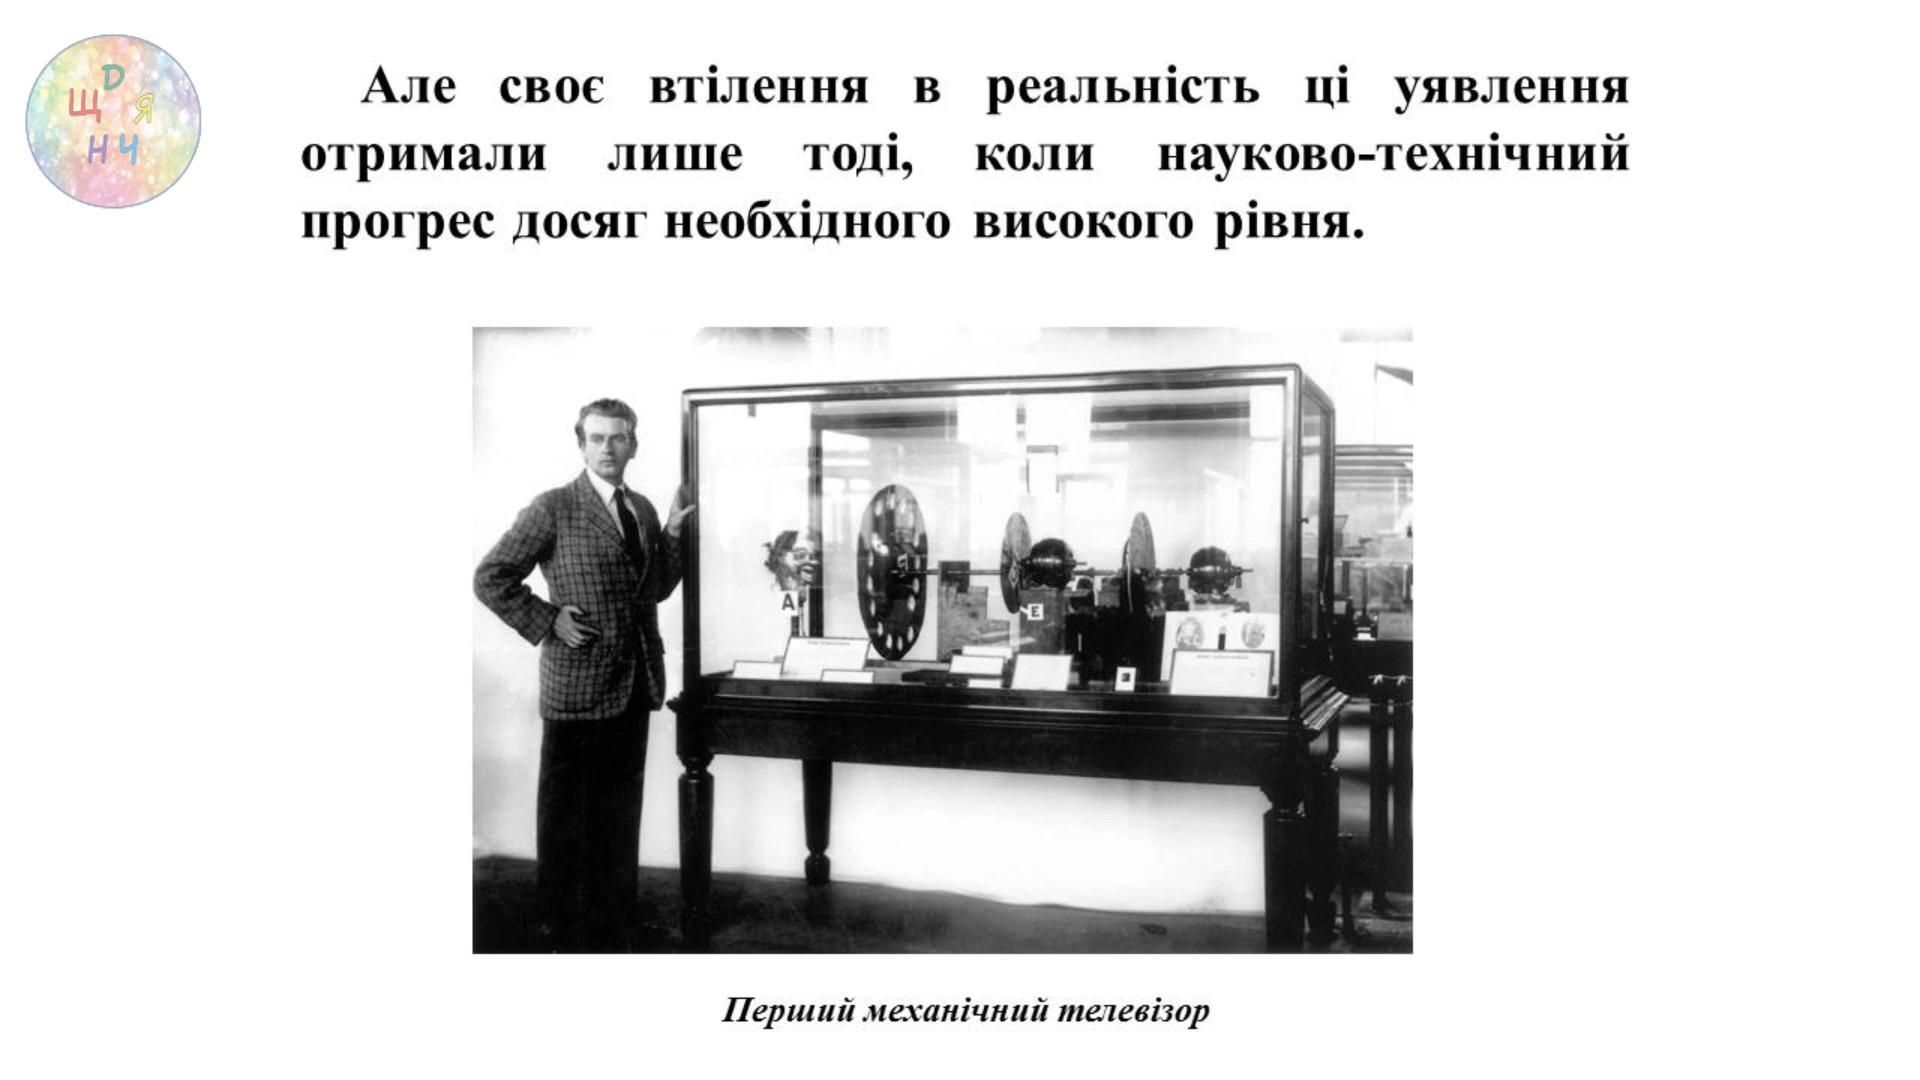 Д
Щ Я
Н Ч
Але своє втілення в реальність ці уявлення
отримали лише тоді, коли науково-технічний
прогрес досяг необхідного високого рівня.
A
E
Перший механічний телевізор